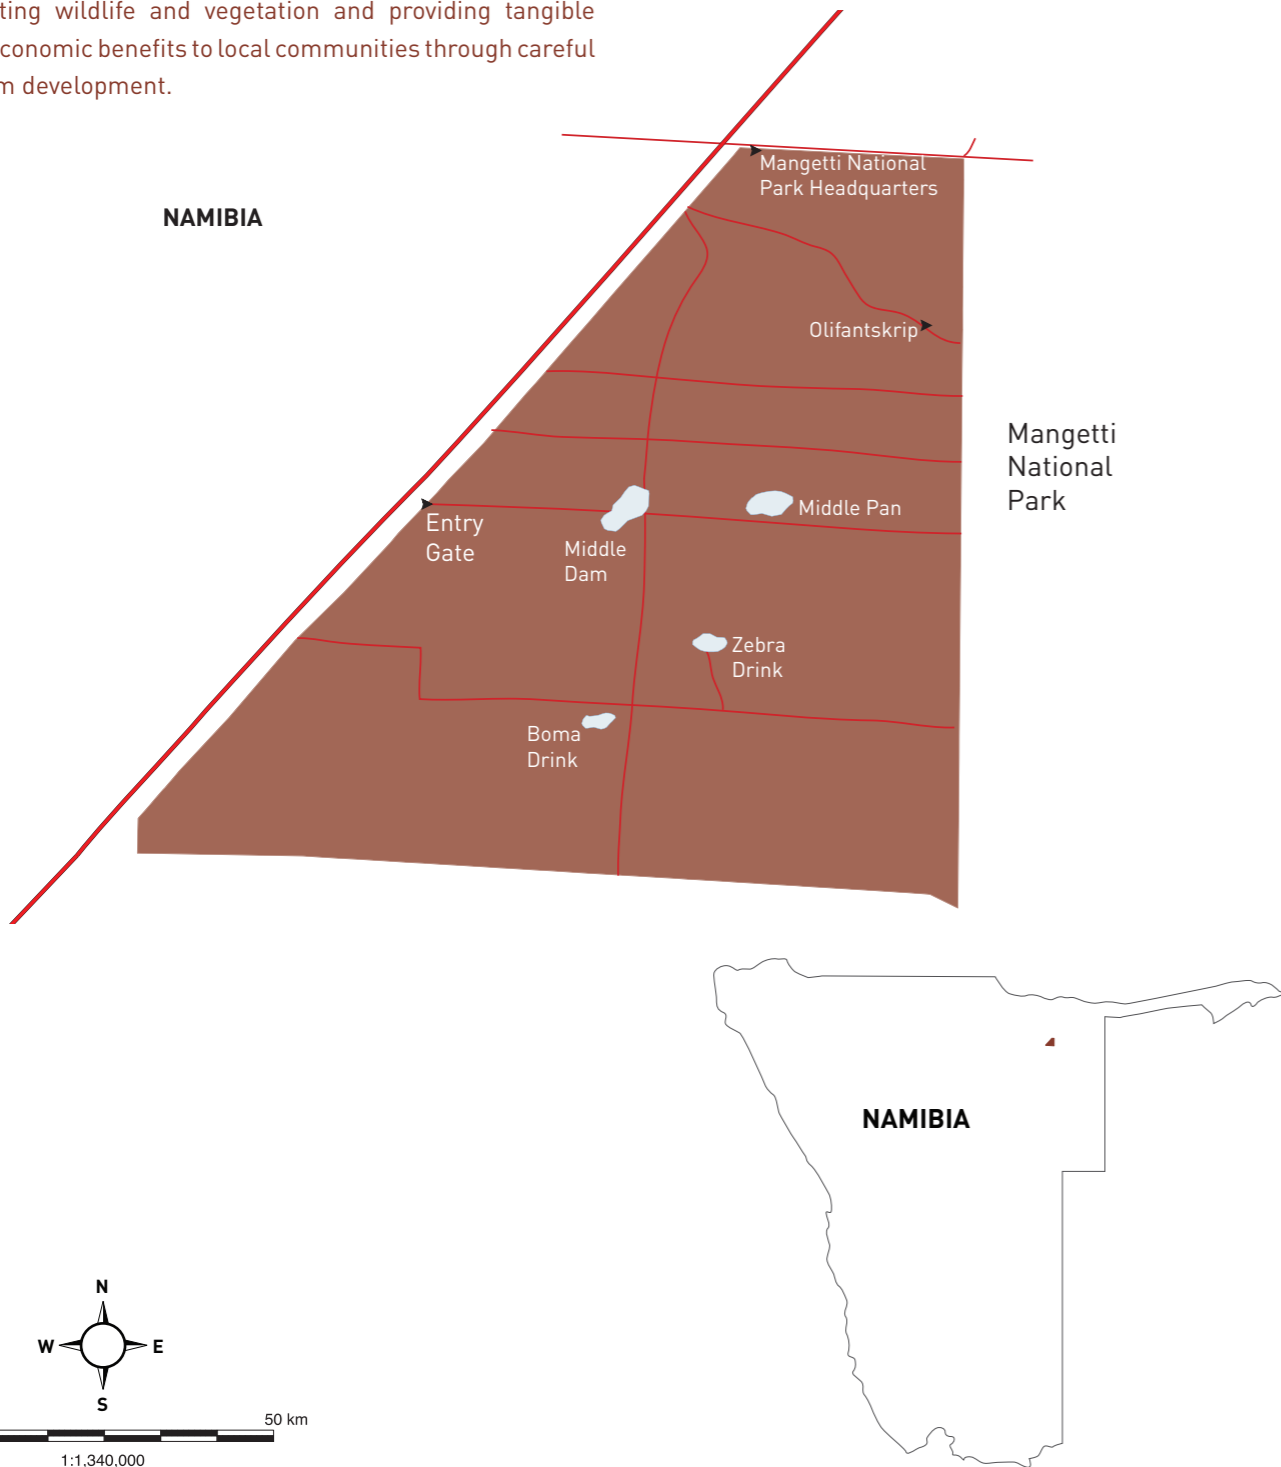 ting wildlife and vegetation and providing tangible
conomic benefits to local communities through careful
m development.
NAMIBIA
Mangetti National
Park Headquarters
Olifantskrip
Mangetti
National
Park
Entry
Gate
Middle Pan
Middle
Dam
Zebra
Drink
Boma
Drink
NAMIBIA
N
W
E
S
50 km
1:1,340,000